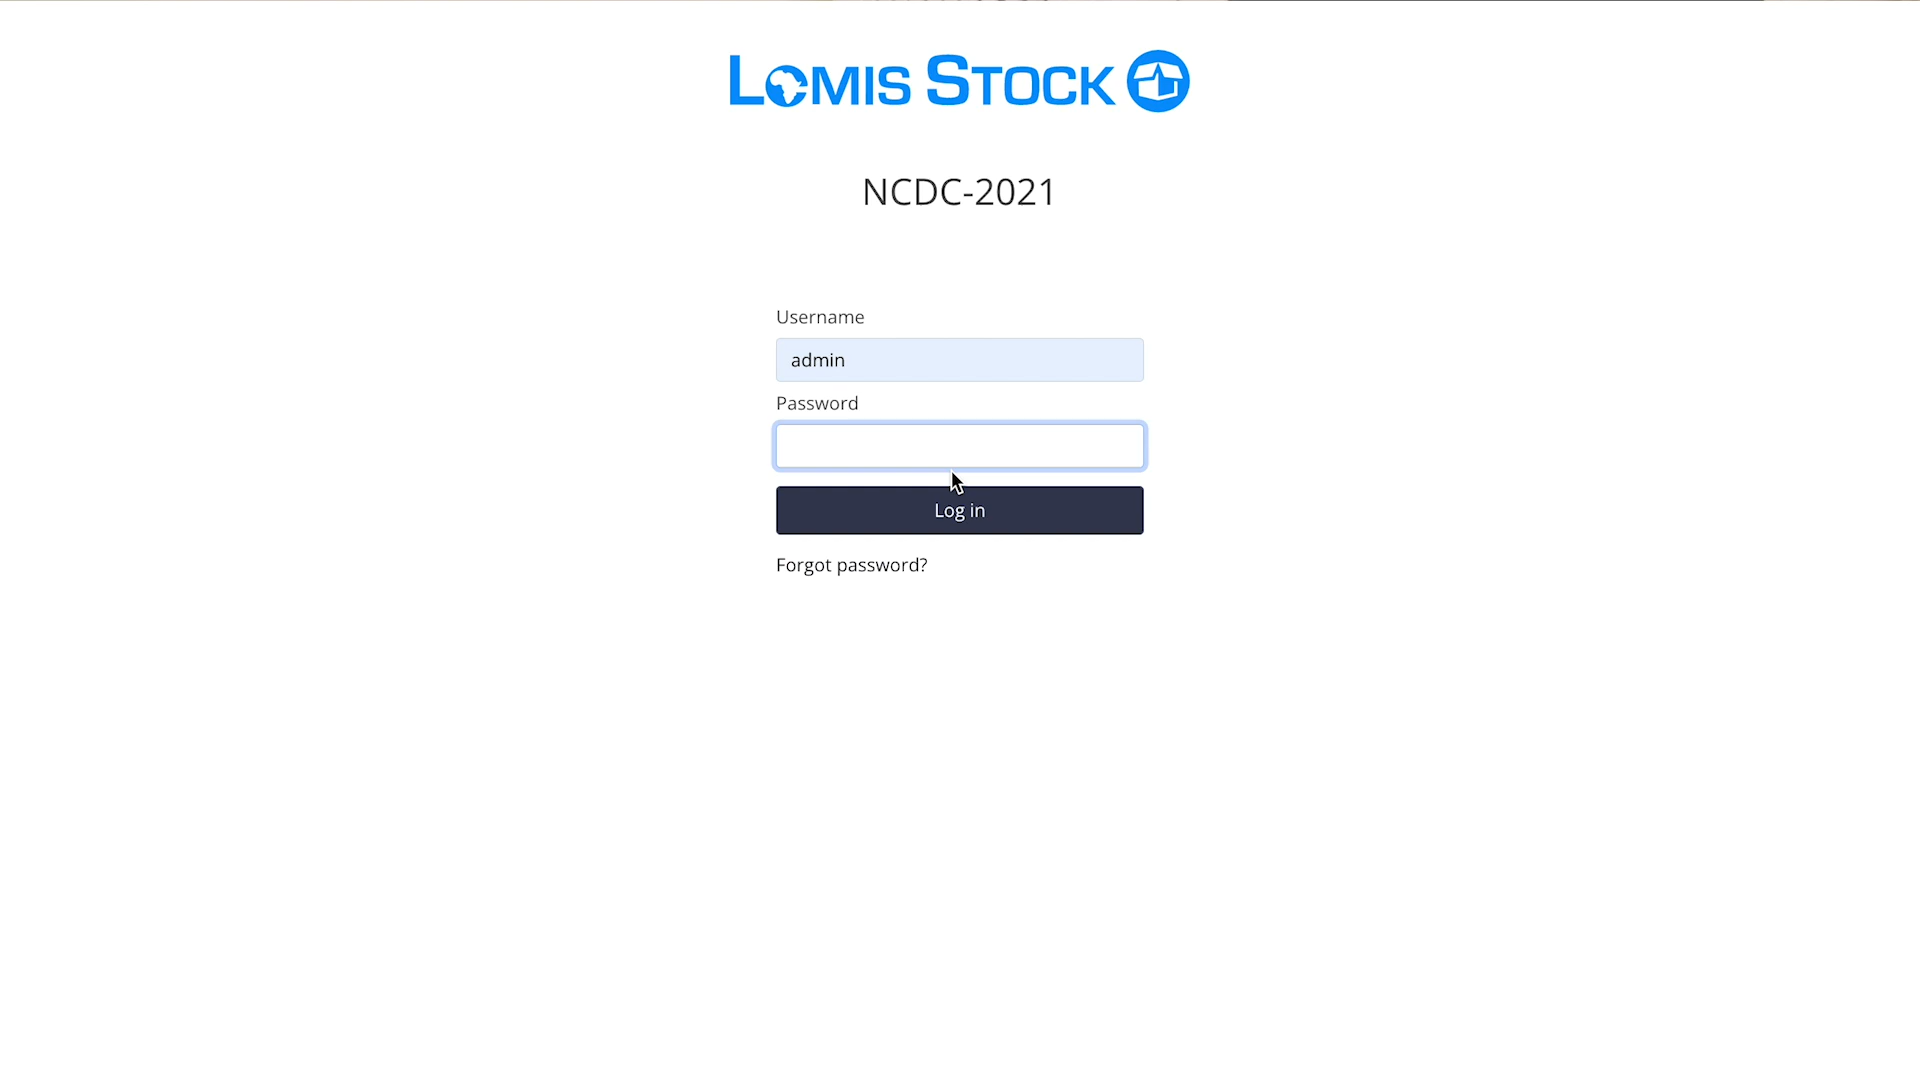 LOMIS STOCK
NCDC-2021
Username
admin
Password
Log in
Forgot password?